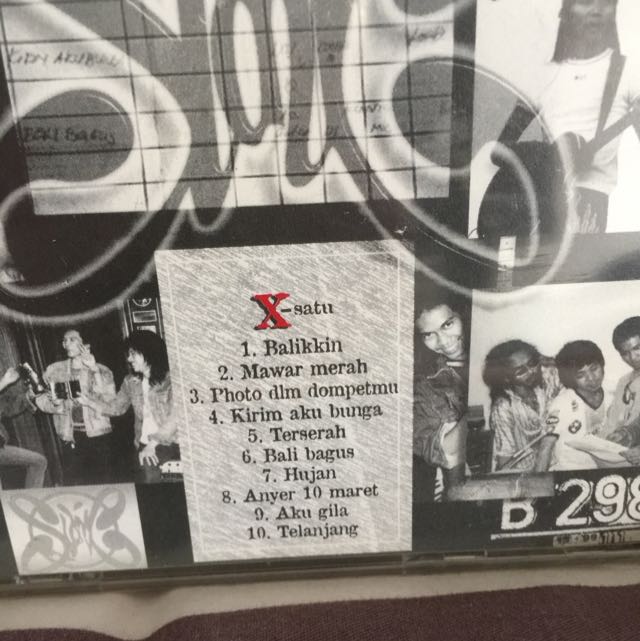 X-satu
1. Balikkin
2. Mawar merah
3. Photo dlm dompetmu
4. Kirim aku bunga
5. Terserah
6. Bali bagus
7. Hujan
8. Anyer 10 maret
9. Aku gila
10. Telanjang
B 298